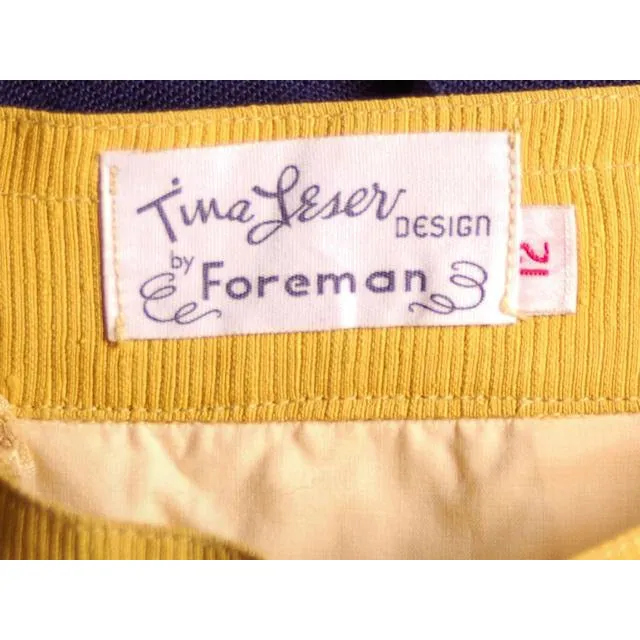 Tina Leser
DESIGN
by Foreman
12